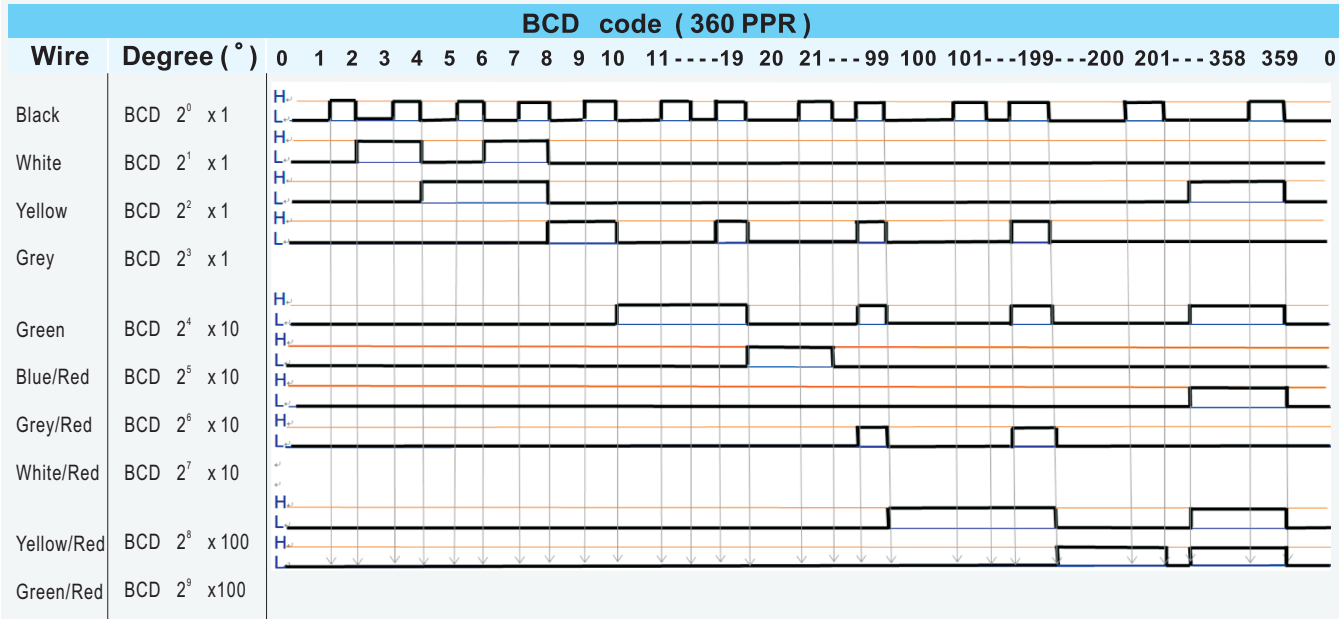 BCD code ( 360 PPR )
Wire Degree ( ° ) 0 1 2 3 4 5 6 7 8 9 10 11 ----19 20 21 --- 99 100 101---199---200 201--- 358 359 0
H
Black BCD 2⁰ x 1
L
H
White BCD 2¹ x 1
L
H
Yellow BCD 2² x 1
L
H
L
Grey BCD 2³ x 1
H
Green BCD 2⁴ x 10
L
H
L
Blue/Red BCD 2⁵ x 10
H
L
Grey/Red BCD 2⁶ x 10
H
L
White/Red BCD 2⁷ x 10
H
L
Yellow/Red BCD 2⁸ x 100
H
L
Green/Red BCD 2⁹ x100